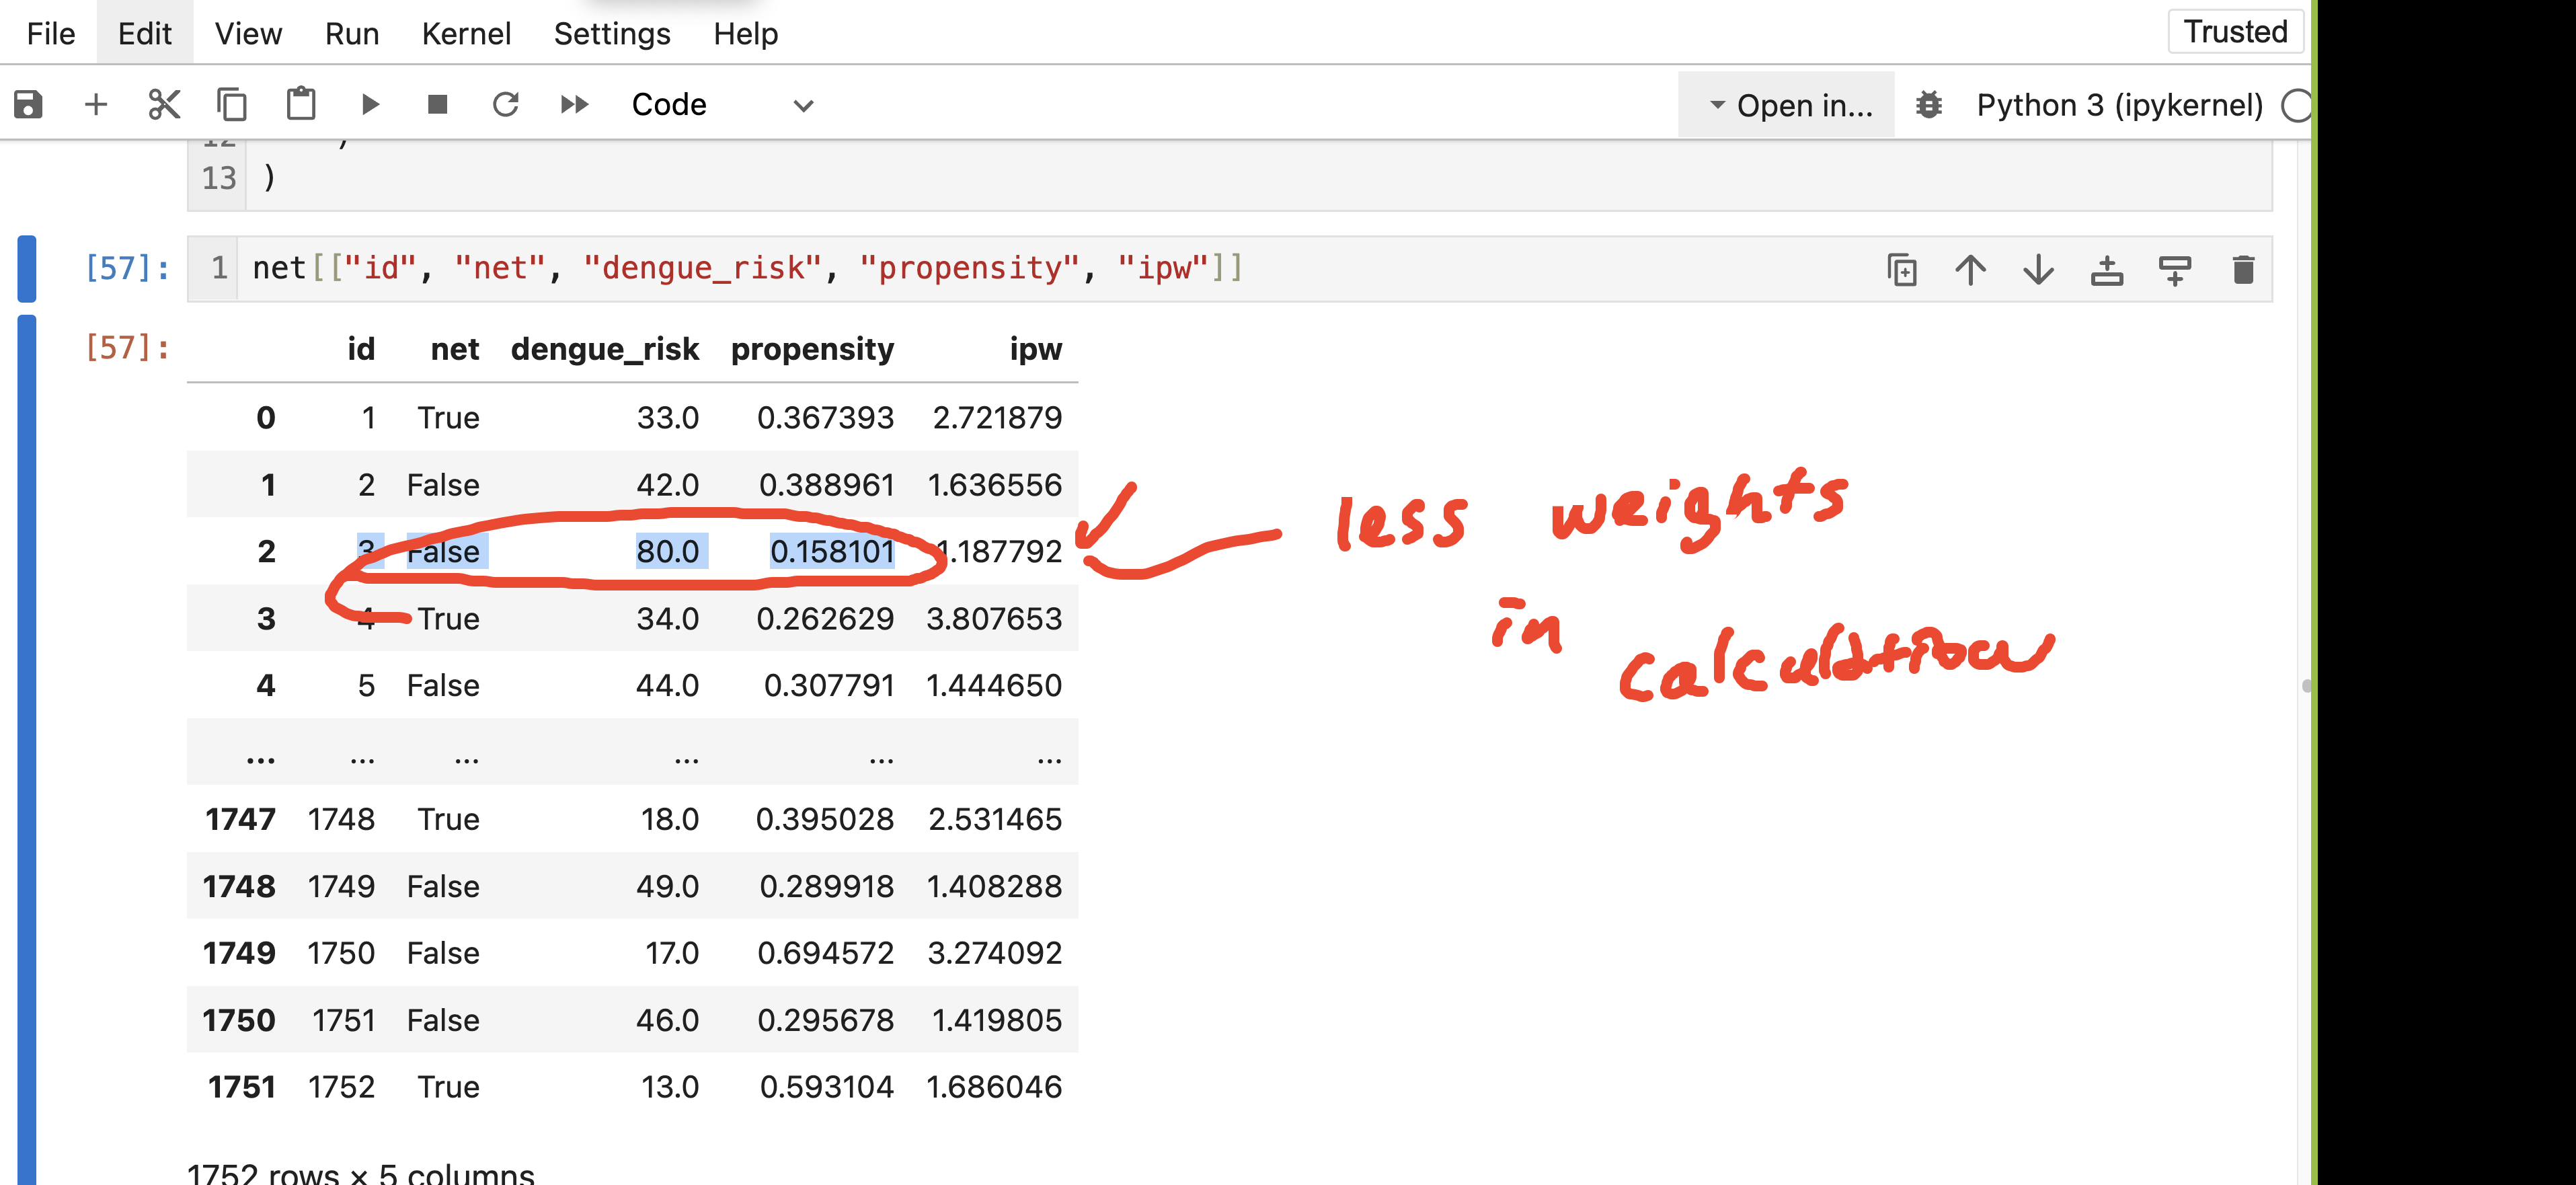 File Edit View Run Kernel Settings Help Trusted
Code Open in... Python 3 (ipykernel)
13 )
[57]: 1 net[["id", "net", "dengue_risk", "propensity", "ipw"]]
[57]: id net dengue_risk propensity ipw
0 1 True 33.0 0.367393 2.721879
1 2 False 42.0 0.388961 1.636556
2 3 False 80.0 0.158101 1.187792
3 4 True 34.0 0.262629 3.807653
4 5 False 44.0 0.307791 1.444650
... ... ... ... ... ...
1747 1748 True 18.0 0.395028 2.531465
1748 1749 False 49.0 0.289918 1.408288
1749 1750 False 17.0 0.694572 3.274092
1750 1751 False 46.0 0.295678 1.419805
1751 1752 True 13.0 0.593104 1.686046
1752 rows × 5 columns
less weights
in
calculation